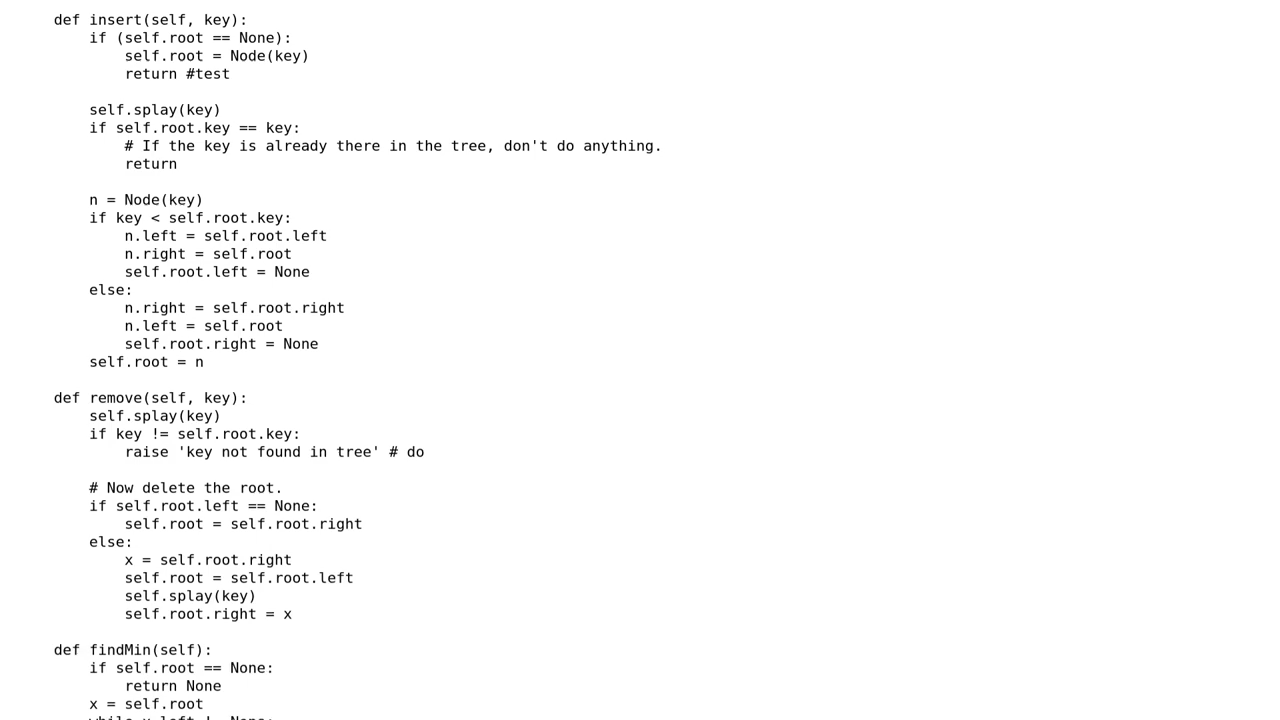 def insert(self, key):
    if (self.root == None):
        self.root = Node(key)
        return #test

    self.splay(key)
    if self.root.key == key:
        # If the key is already there in the tree, don't do anything.
        return

    n = Node(key)
    if key < self.root.key:
        n.left = self.root.left
        n.right = self.root
        self.root.left = None
    else:
        n.right = self.root.right
        n.left = self.root
        self.root.right = None
    self.root = n

def remove(self, key):
    self.splay(key)
    if key != self.root.key:
        raise 'key not found in tree' # do

    # Now delete the root.
    if self.root.left == None:
        self.root = self.root.right
    else:
        x = self.root.right
        self.root = self.root.left
        self.splay(key)
        self.root.right = x

def findMin(self):
    if self.root == None:
        return None
    x = self.root
    while x.left != None: